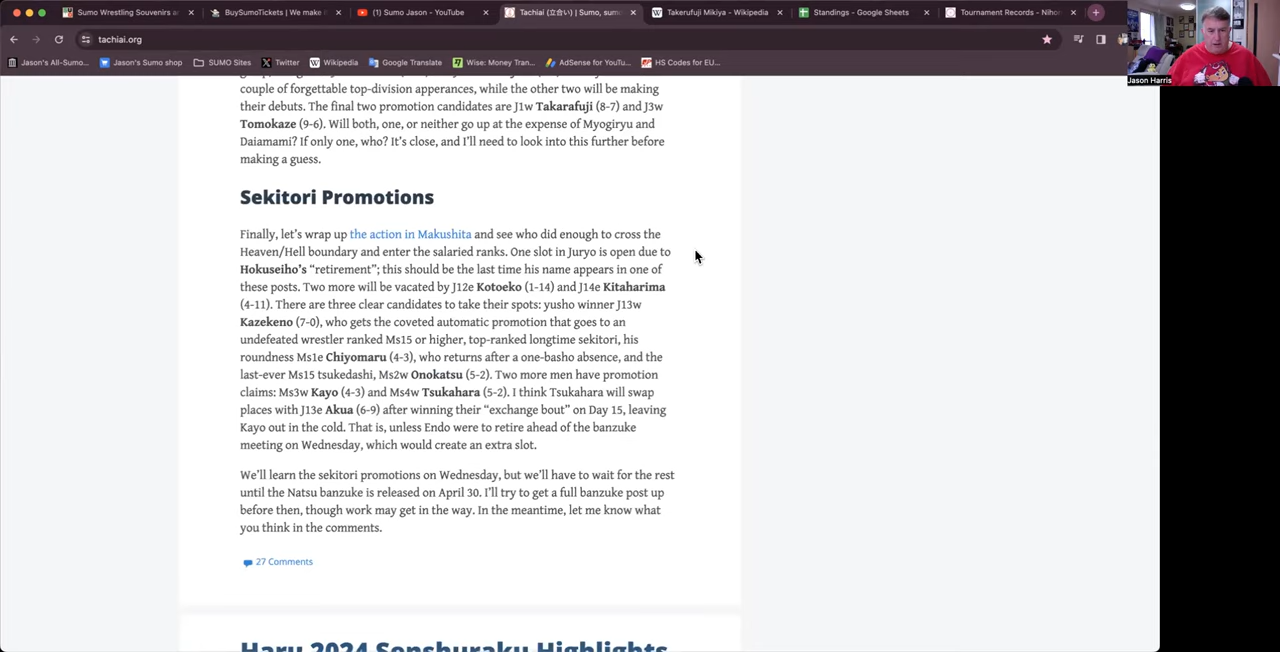 Sumo Wrestling Souvenirs a
BuySumoTickets | We make i
(1) Sumo Jason - YouTube
Tachiai (立合い) | Sumo, sum
Takerufuji Mikiya - Wikipedia
Standings - Google Sheets
Tournament Records - Niho
tachiai.org
Jason's All-Sumo...
Jason's Sumo shop
SUMO Sites
Twitter
Wikipedia
Google Translate
Wise: Money Tran...
AdSense for YouTu...
HS Codes for EU...
Jason Harris
couple of forgettable top-division apperances, while the other two will be making
their debuts. The final two promotion candidates are J1w Takarafuji (8-7) and J3w
Tomokaze (9-6). Will both, one, or neither go up at the expense of Myogiryu and
Daiamami? If only one, who? It's close, and I'll need to look into this further before
making a guess.
Sekitori Promotions
Finally, let's wrap up the action in Makushita and see who did enough to cross the
Heaven/Hell boundary and enter the salaried ranks. One slot in Juryo is open due to
Hokuseiho's “retirement”; this should be the last time his name appears in one of
these posts. Two more will be vacated by J12e Kotoeko (1-14) and J14e Kitaharima
(4-11). There are three clear candidates to take their spots: yusho winner J13w
Kazekeno (7-0), who gets the coveted automatic promotion that goes to an
undefeated wrestler ranked Ms15 or higher, top-ranked longtime sekitori, his
roundness Ms1e Chiyomaru (4-3), who returns after a one-basho absence, and the
last-ever Ms15 tsukedashi, Ms2w Onokatsu (5-2). Two more men have promotion
claims: Ms3w Kayo (4-3) and Ms4w Tsukahara (5-2). I think Tsukahara will swap
places with J13e Akua (6-9) after winning their “exchange bout” on Day 15, leaving
Kayo out in the cold. That is, unless Endo were to retire ahead of the banzuke
meeting on Wednesday, which would create an extra slot.
We'll learn the sekitori promotions on Wednesday, but we'll have to wait for the rest
until the Natsu banzuke is released on April 30. I'll try to get a full banzuke post up
before then, though work may get in the way. In the meantime, let me know what
you think in the comments.
27 Comments
Haru 2024 Senshuraku Highlights